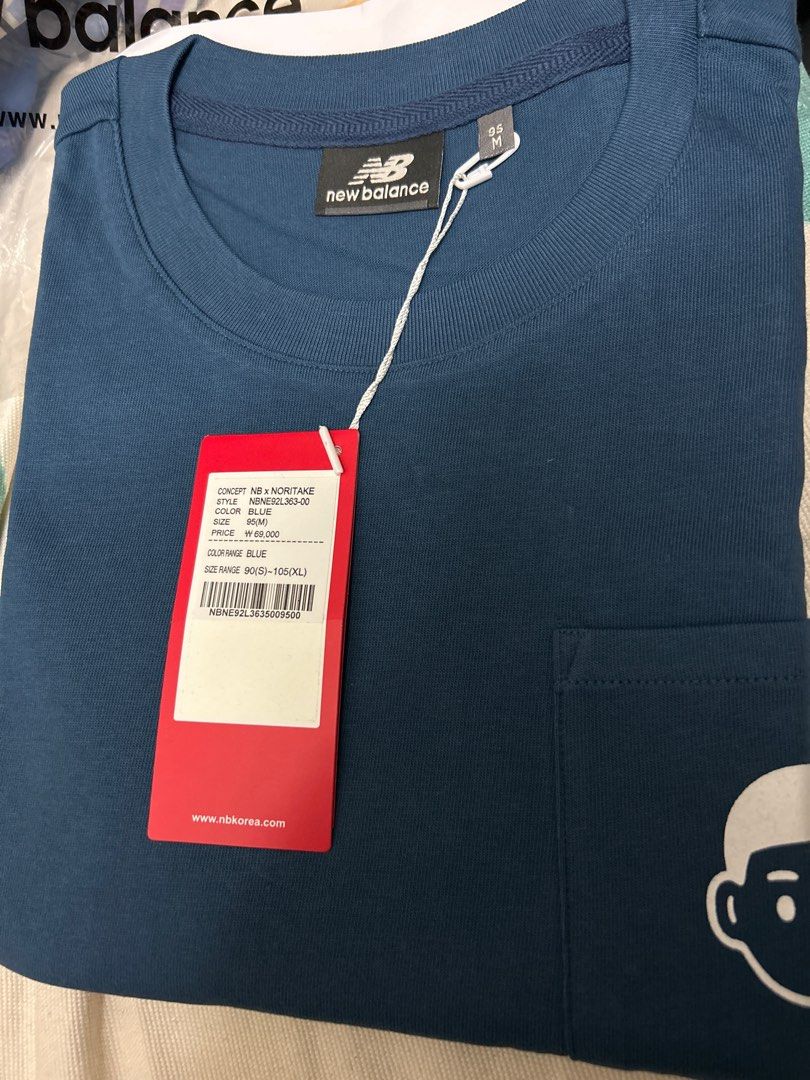 balance
www.
95
M
NB
new balance
CONCEPT NB x NORITAKE
STYLE NBNE92L363-00
COLOR BLUE
SIZE 95(M)
PRICE ₩ 69,000
COLOR RANGE BLUE
SIZE RANGE 90(S)~105(XL)
NBNE92L3635009500
www.nbkorea.com